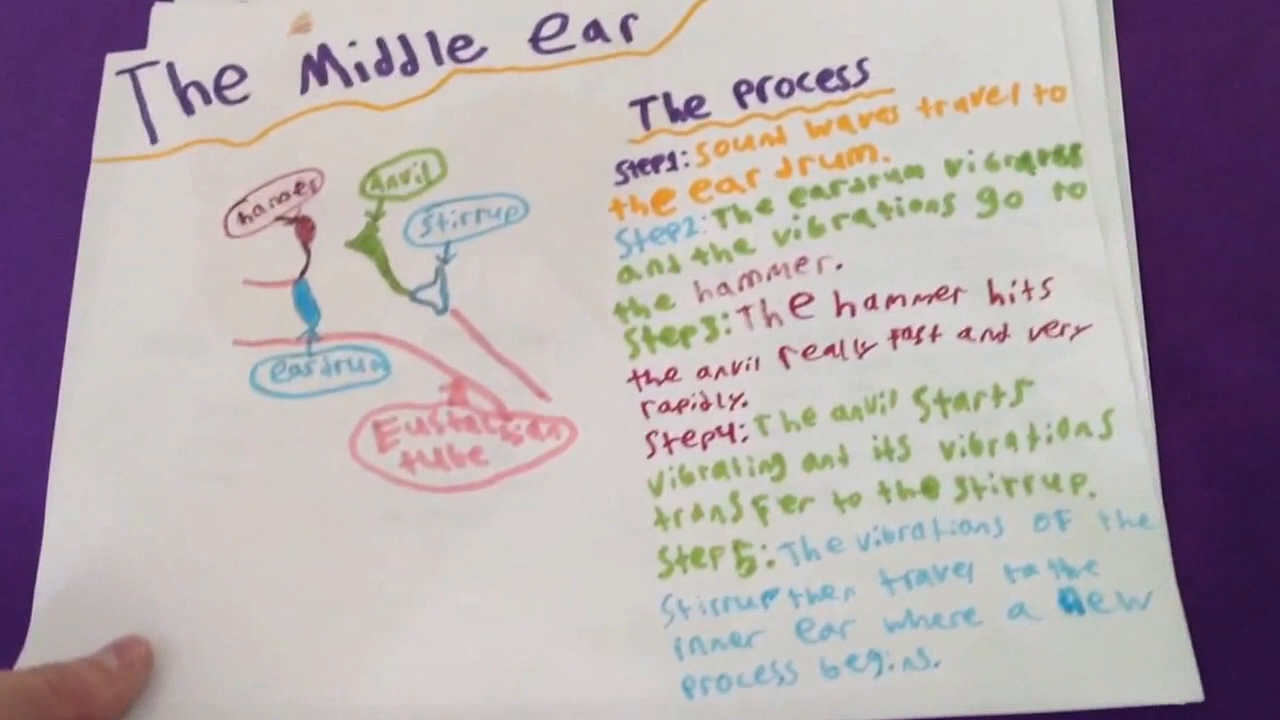 The Middle ear
hammer
Anvil
Stirrup
eardrum
Eustachian
tube
The process
Step1: sound waves travel to
the ear drum.
Step2: The eardrum vibrates
and the vibrations go to
the hammer.
Step3: The hammer hits
the anvil really fast and very
rapidly.
Step4: The anvil starts
vibrating and its vibrations
transfer to the stirrup.
Step5: The vibrations of the
Stirrup then travel to the
inner ear where a new
process begins.